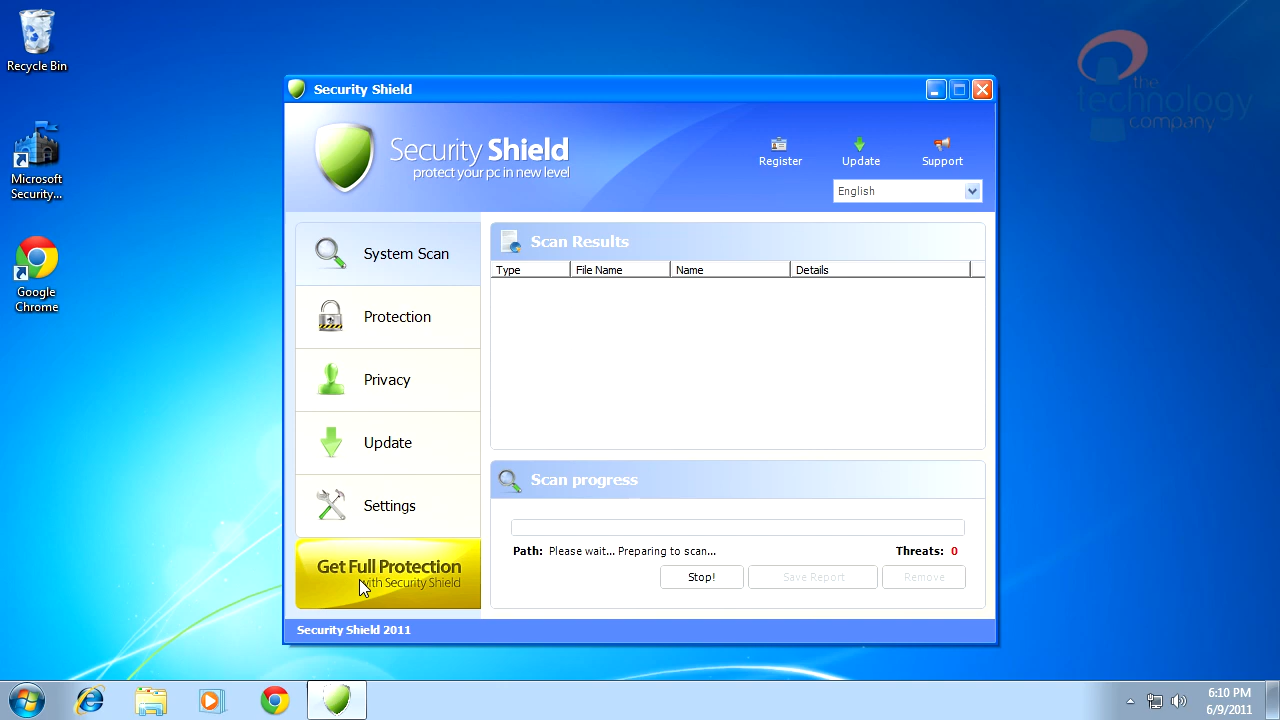 Recycle Bin
Microsoft
Security...
Google
Chrome
the
technology
company
Security Shield
Security Shield
protect your pc in new level
Register
Update
Support
English
System Scan
Protection
Privacy
Update
Settings
Get Full Protection
with Security Shield
Scan Results
Type File Name Name Details
Scan progress
Path: Please wait... Preparing to scan...
Threats: 0
Stop!
Save Report
Remove
Security Shield 2011
6:10 PM
6/9/2011